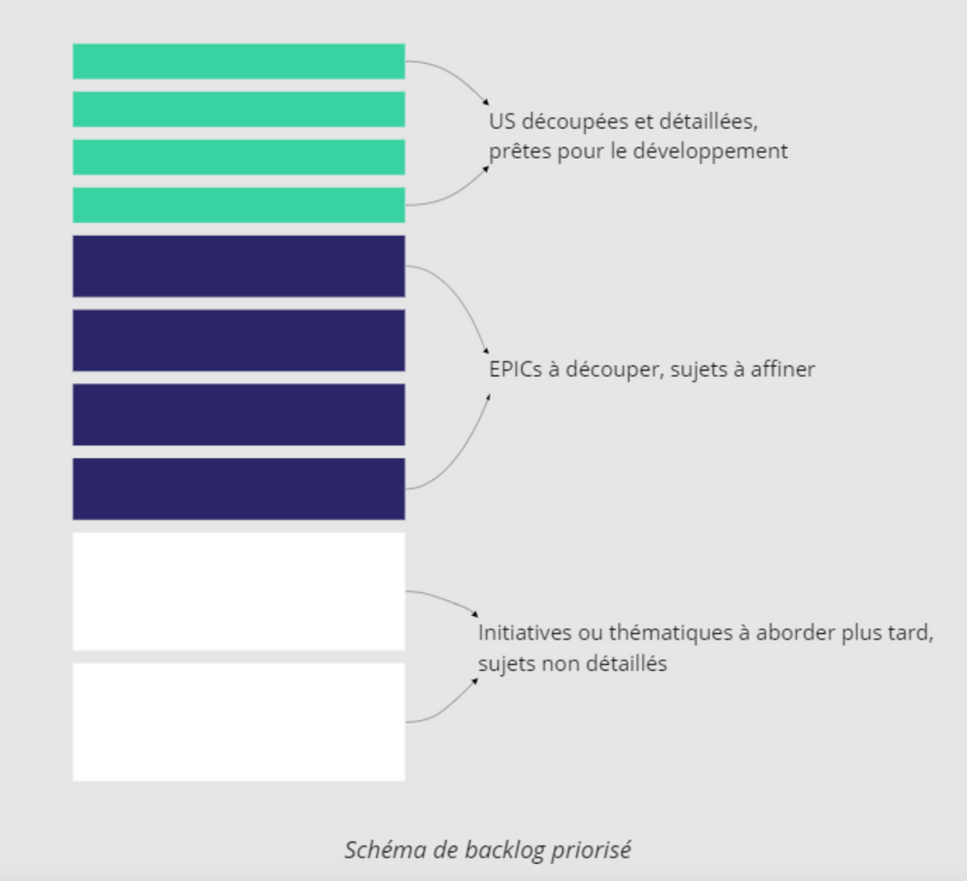 US découpées et détaillées,
prêtes pour le développement
EPICs à découper, sujets à affiner
Initiatives ou thématiques à aborder plus tard,
sujets non détaillés
Schéma de backlog priorisé